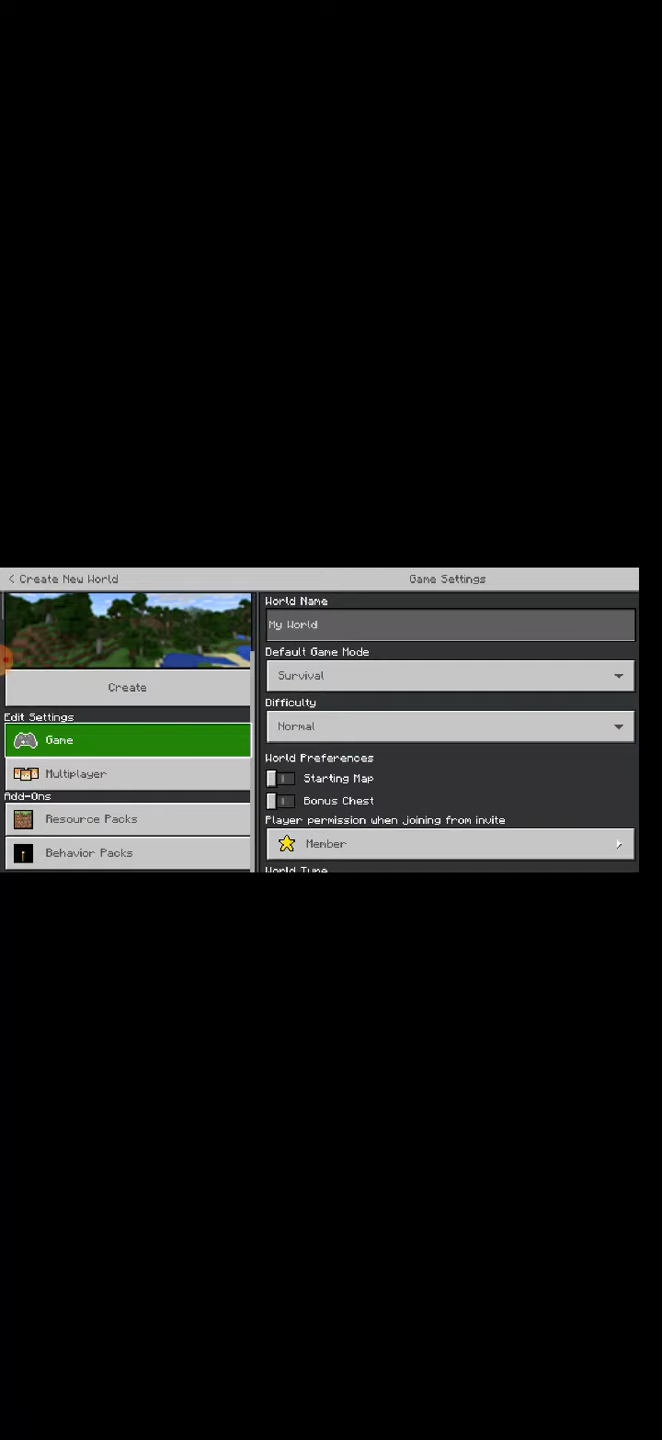 < Create New World
Game Settings
Create
Edit Settings
Game
Multiplayer
Add-Ons
Resource Packs
Behavior Packs
World Name
My World
Default Game Mode
Survival
Difficulty
Normal
World Preferences
Starting Map
Bonus Chest
Player permission when joining from invite
Member
World Type